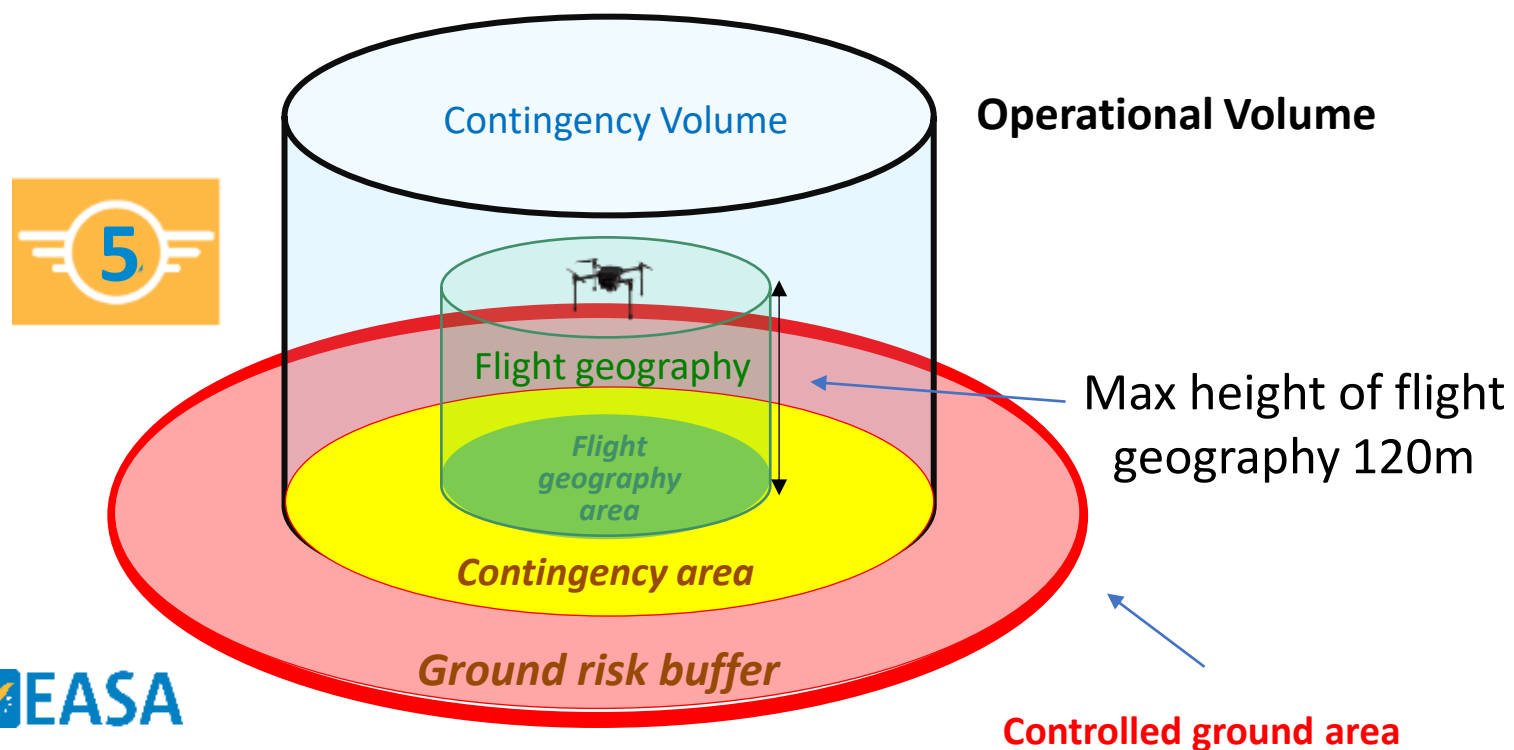 Contingency Volume
Operational Volume
5
Flight geography
Max height of flight
geography 120m
Flight
geography
area
Contingency area
Ground risk buffer
EASA
Controlled ground area